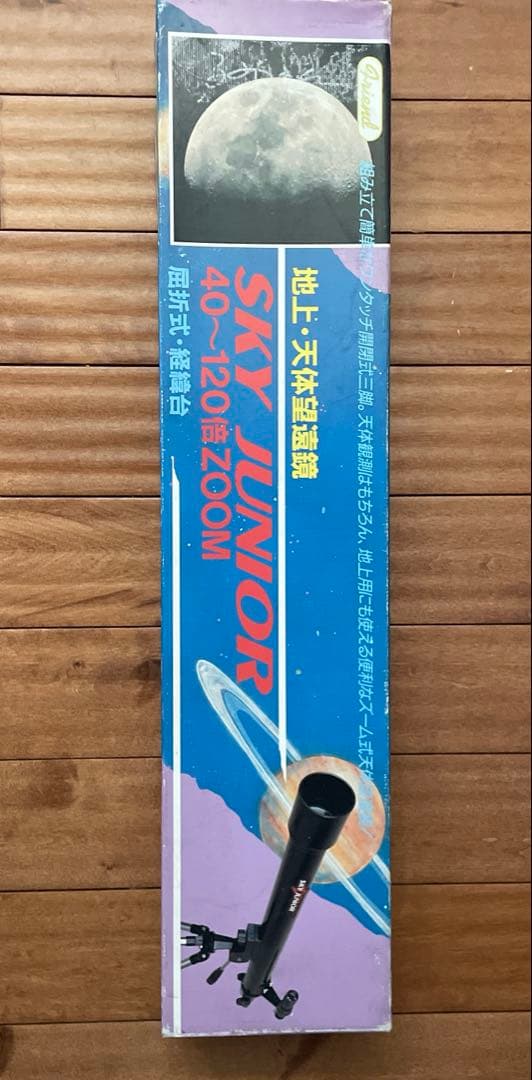 Friend
組み立て簡単なワンタッチ開閉式三脚。天体観測はもちろん、地上用にも使える便利なズーム式天体
地上・天体望遠鏡
SKY JUNIOR
40〜120倍ZOOM
屈折式・経緯台
SKY JUNIOR